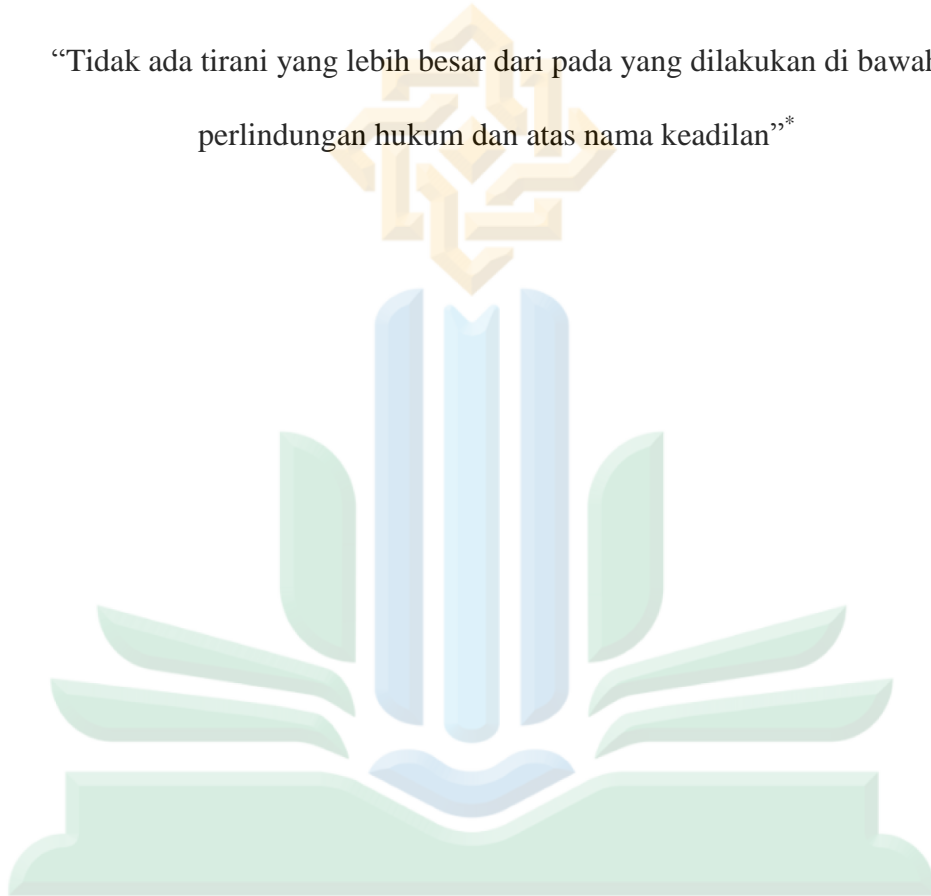 “Tidak ada tirani yang lebih besar dari pada yang dilakukan di bawah
perlindungan hukum dan atas nama keadilan”*